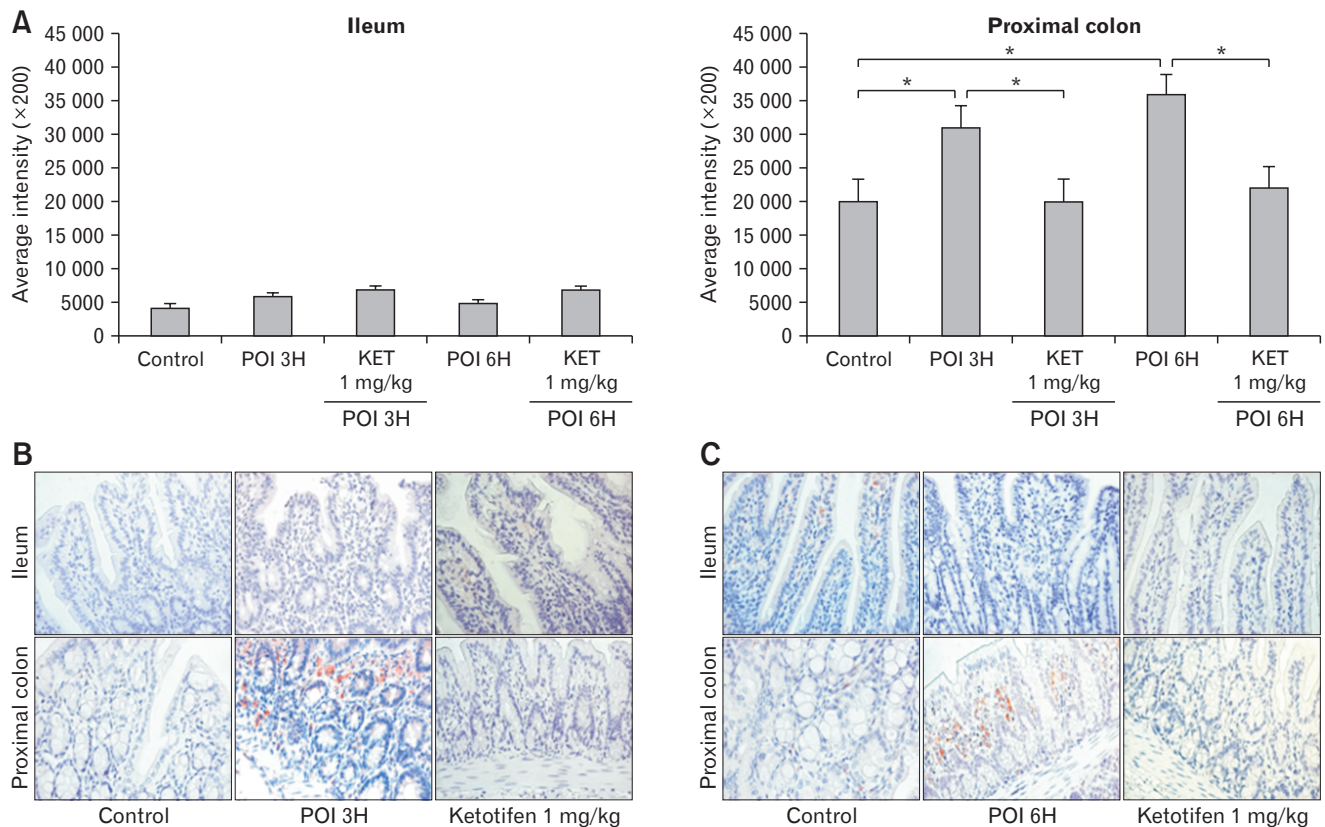 A
Ileum
45 000
40 000
35 000
30 000
25 000
20 000
15 000
10 000
5000
0
Average intensity (×200)
Control
POI 3H
KET
1 mg/kg
POI 3H
POI 6H
KET
1 mg/kg
POI 6H
Proximal colon
45 000
40 000
35 000
30 000
25 000
20 000
15 000
10 000
5000
0
Average intensity (×200)
*
*
*
*
Control
POI 3H
KET
1 mg/kg
POI 3H
POI 6H
KET
1 mg/kg
POI 6H
B
Ileum
Proximal colon
Control
POI 3H
Ketotifen 1 mg/kg
C
Ileum
Proximal colon
Control
POI 6H
Ketotifen 1 mg/kg